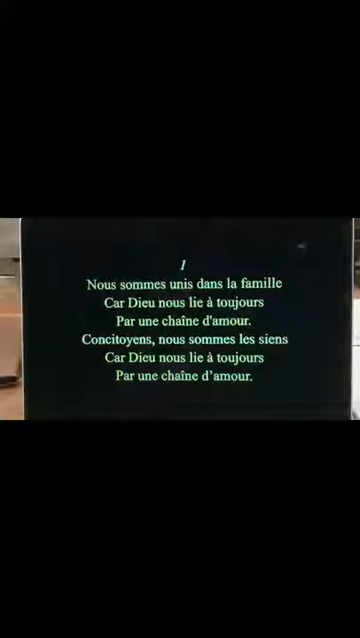 1
Nous sommes unis dans la famille
Car Dieu nous lie à toujours
Par une chaîne d'amour.
Concitoyens, nous sommes les siens
Car Dieu nous lie à toujours
Par une chaîne d’amour.